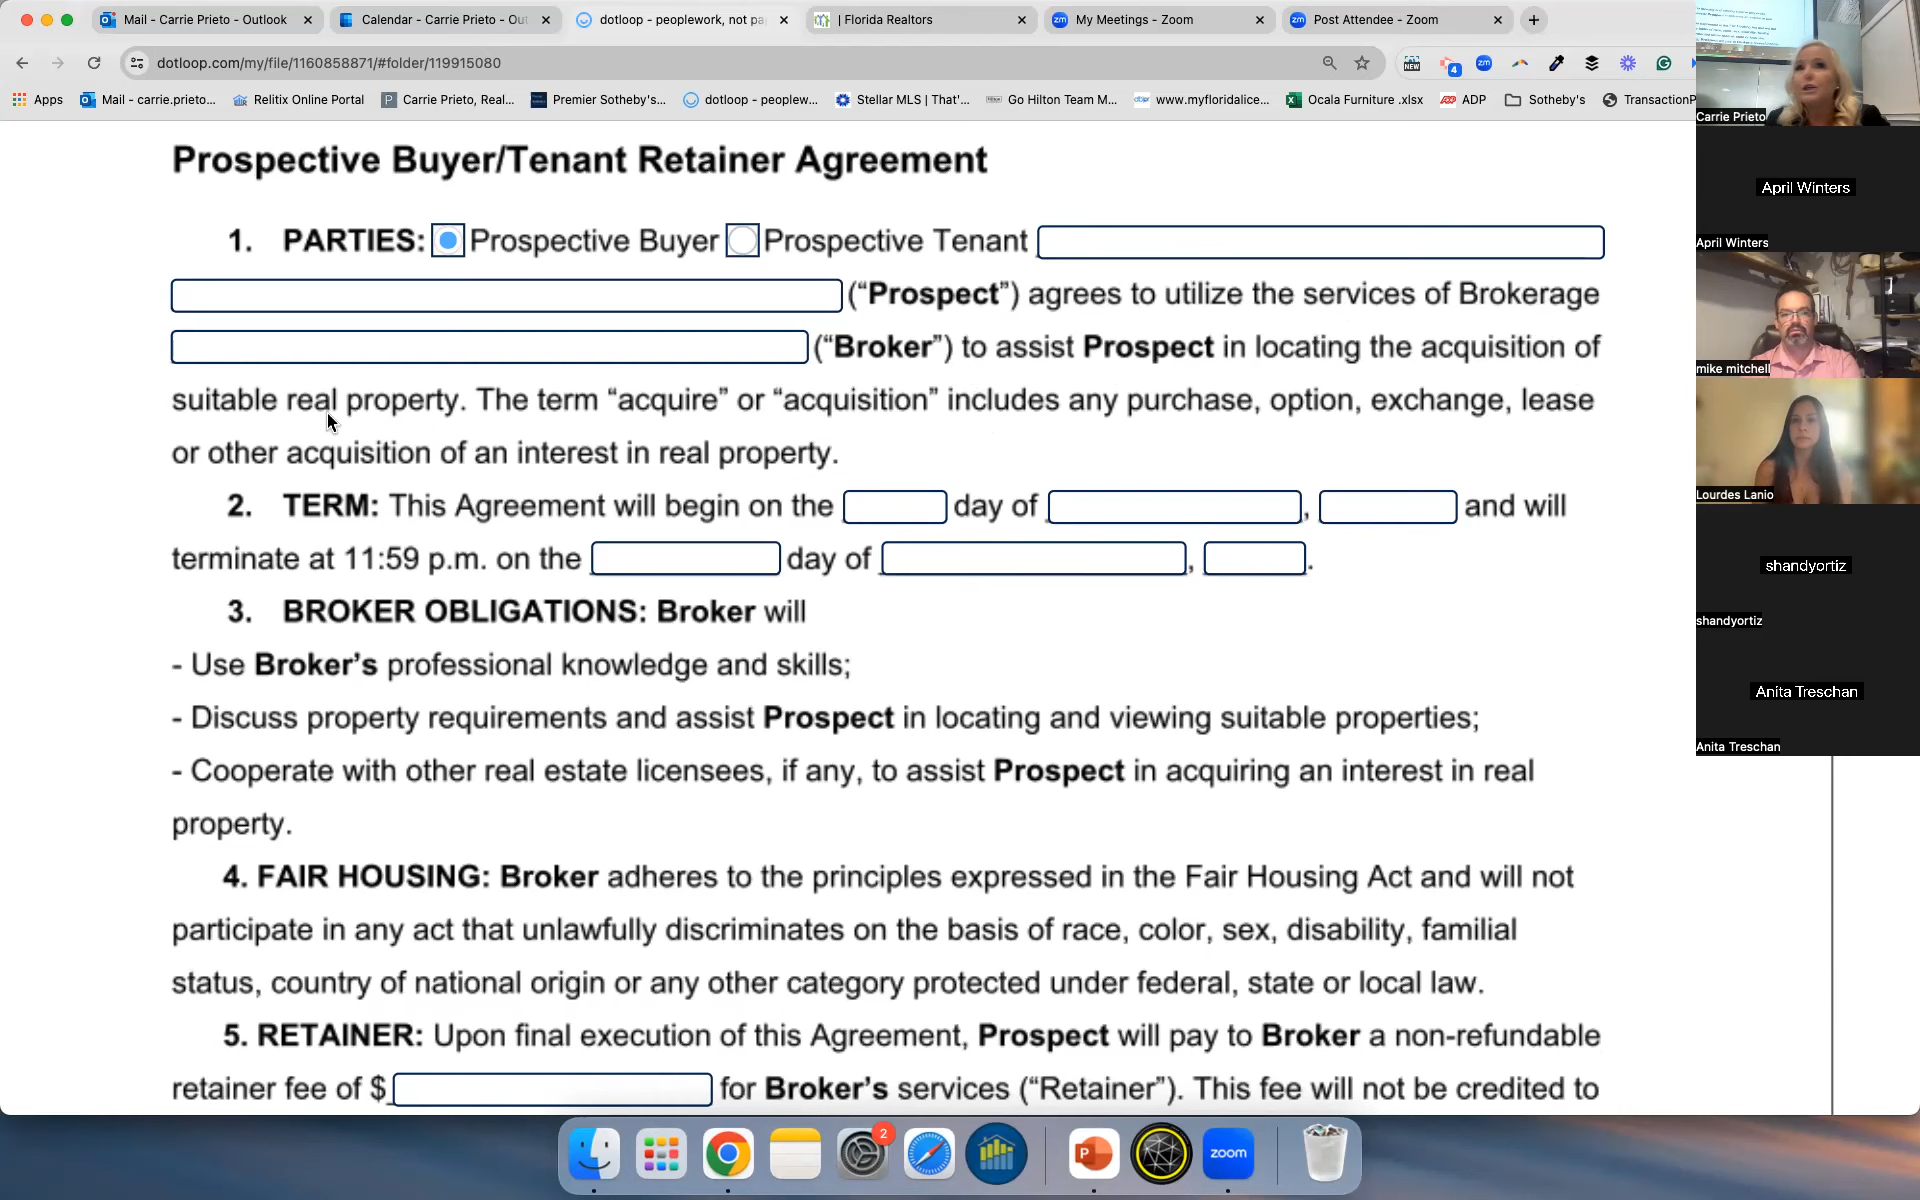 Mail - Carrie Prieto - Outlook
Calendar - Carrie Prieto - Out
dotloop - peoplework, not pa
| Florida Realtors
My Meetings - Zoom
Post Attendee - Zoom
dotloop.com/my/file/1160858871/#folder/119915080
NEW
4
zm
Apps
Mail - carrie.prieto...
Relitix Online Portal
Carrie Prieto, Real...
Premier Sotheby's...
dotloop - peoplew...
Stellar MLS | That'...
Go Hilton Team M...
www.myfloridalice...
Ocala Furniture .xlsx
ADP
Sotheby's
TransactionP
Prospective Buyer/Tenant Retainer Agreement
1. PARTIES: Prospective Buyer Prospective Tenant
(“Prospect”) agrees to utilize the services of Brokerage
(“Broker”) to assist Prospect in locating the acquisition of
suitable real property. The term “acquire” or “acquisition” includes any purchase, option, exchange, lease
or other acquisition of an interest in real property.
2. TERM: This Agreement will begin on the day of , and will
terminate at 11:59 p.m. on the day of , .
3. BROKER OBLIGATIONS: Broker will
- Use Broker’s professional knowledge and skills;
- Discuss property requirements and assist Prospect in locating and viewing suitable properties;
- Cooperate with other real estate licensees, if any, to assist Prospect in acquiring an interest in real
property.
4. FAIR HOUSING: Broker adheres to the principles expressed in the Fair Housing Act and will not
participate in any act that unlawfully discriminates on the basis of race, color, sex, disability, familial
status, country of national origin or any other category protected under federal, state or local law.
5. RETAINER: Upon final execution of this Agreement, Prospect will pay to Broker a non-refundable
retainer fee of $ for Broker’s services (“Retainer”). This fee will not be credited to
Carrie Prieto
April Winters
April Winters
mike mitchell
Lourdes Lanio
shandyortiz
shandyortiz
Anita Treschan
Anita Treschan
2
P
zoom